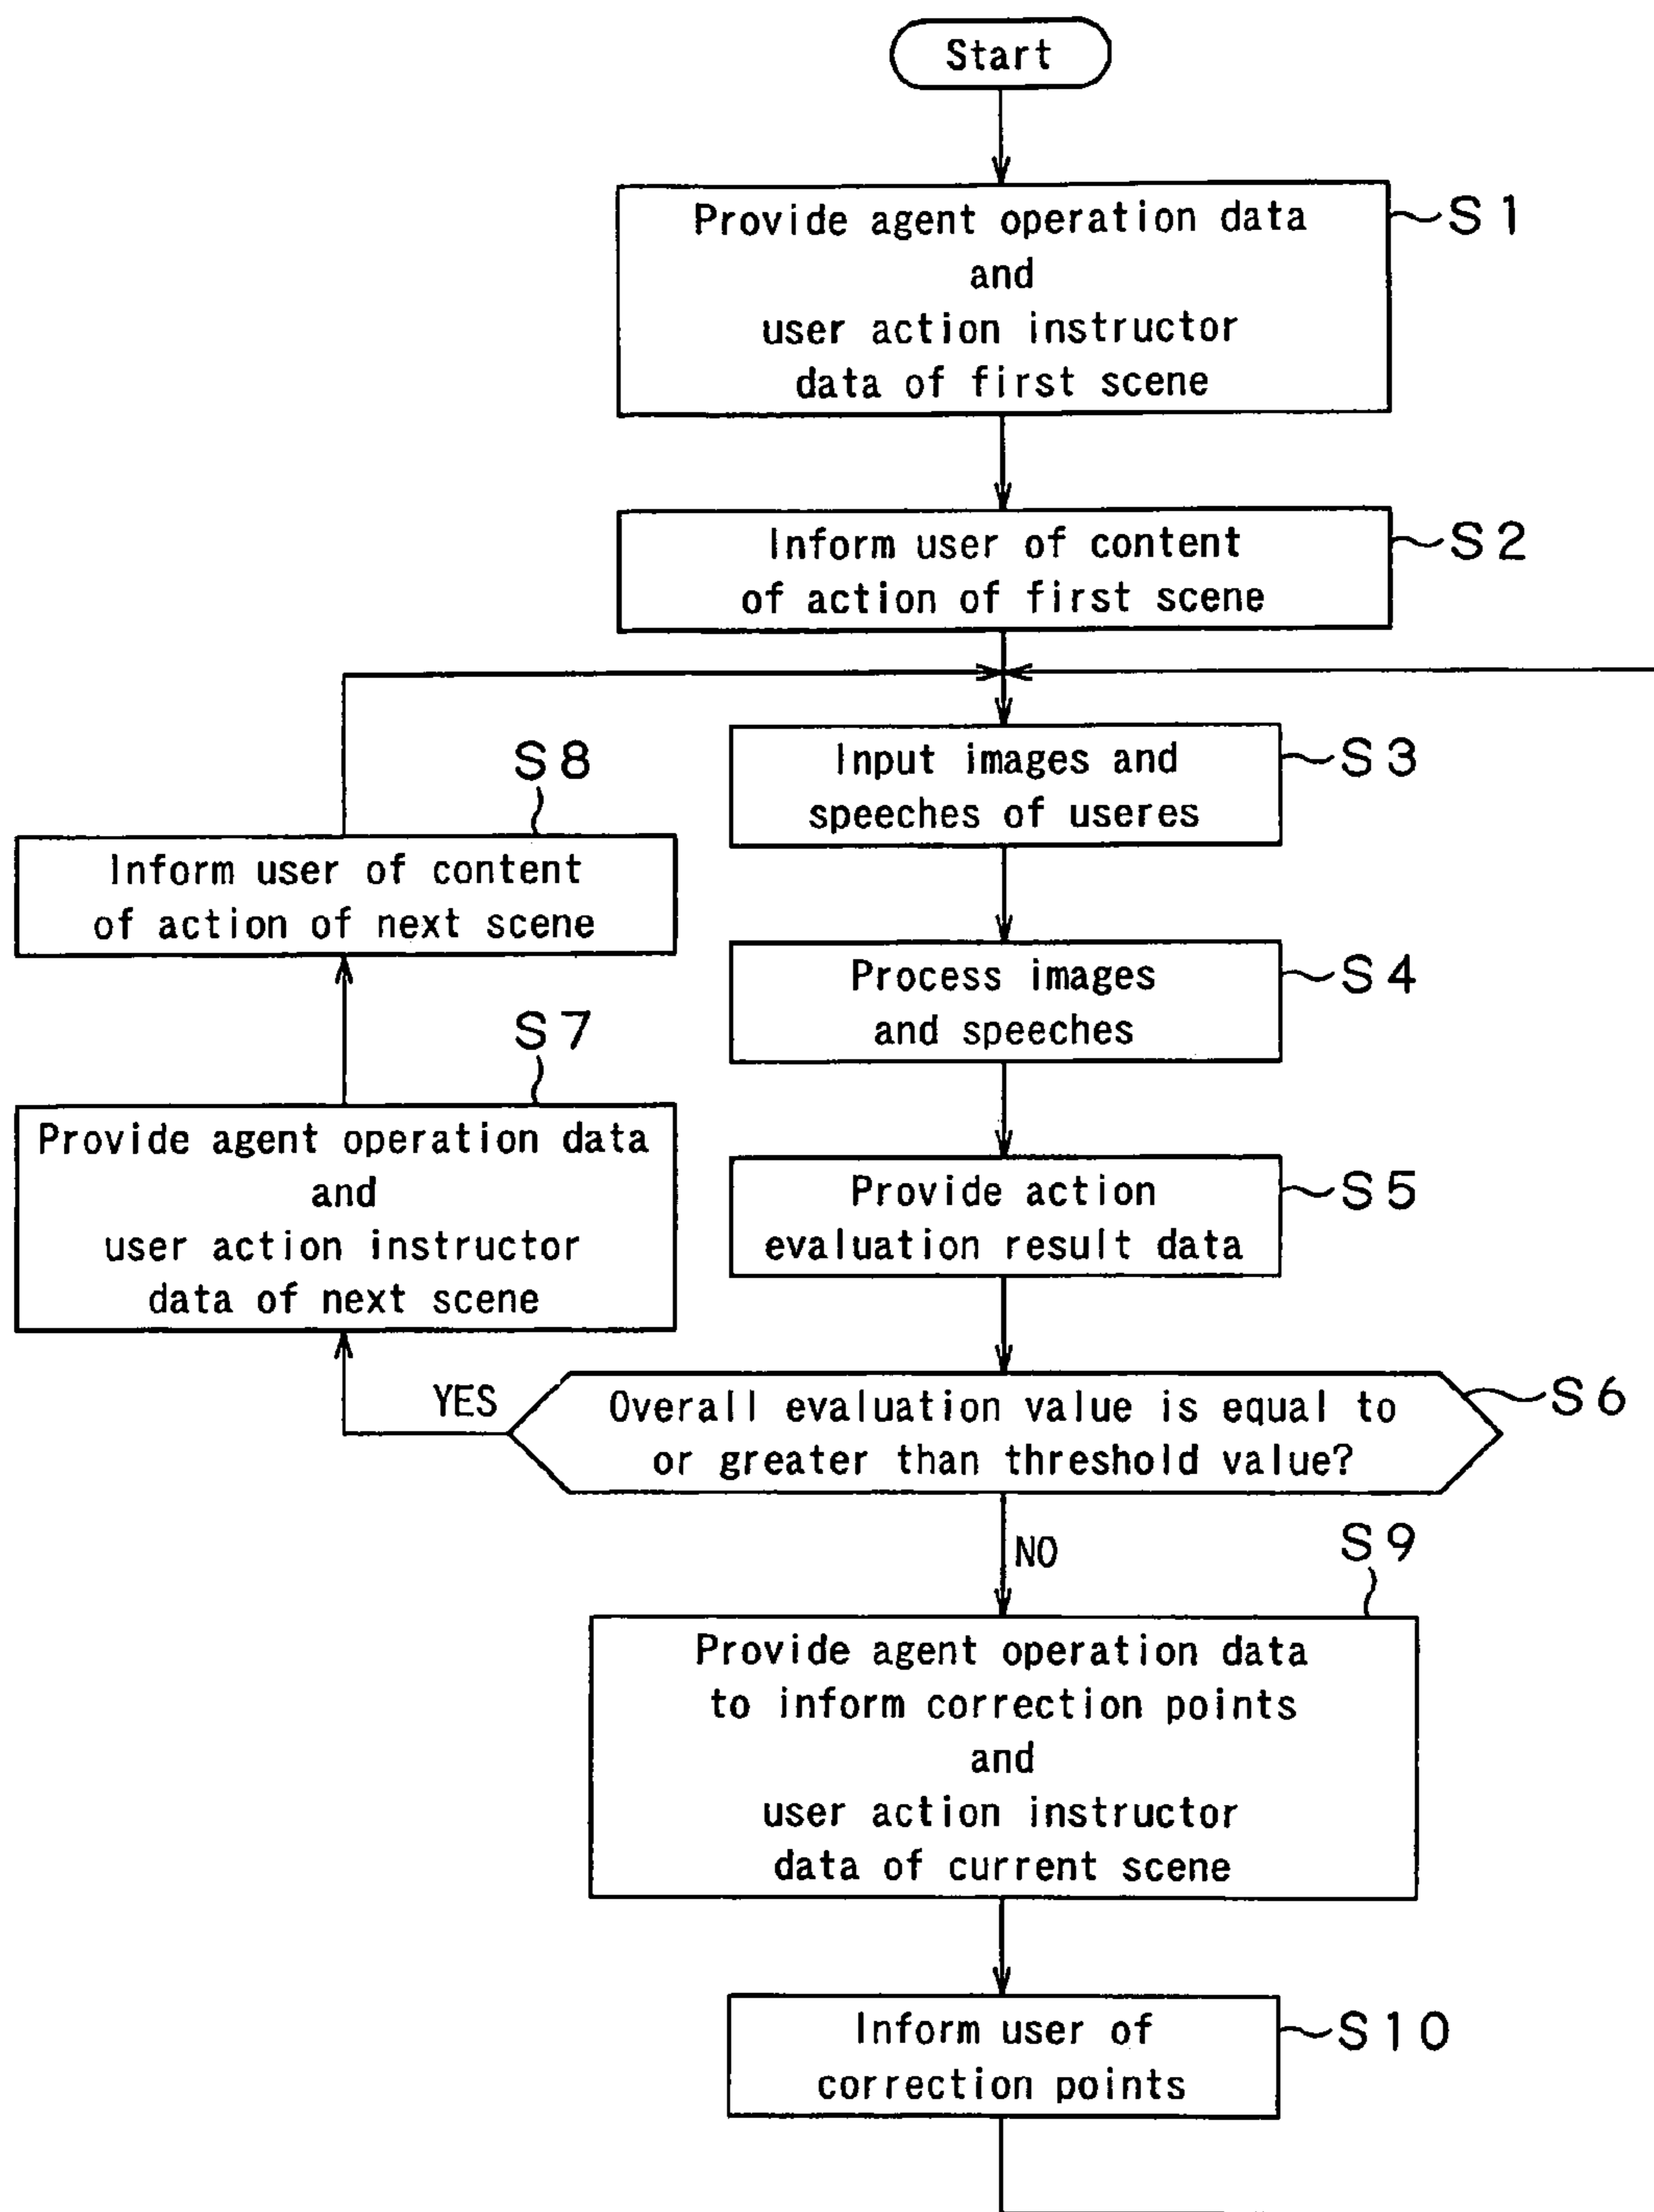 Start
Provide agent operation data
and
user action instructor
data of first scene
S1
Inform user of content
of action of first scene
S2
Input images and
speeches of useres
S3
Process images
and speeches
S4
Provide action
evaluation result data
S5
Overall evaluation value is equal to
or greater than threshold value?
S6
YES
Provide agent operation data
and
user action instructor
data of next scene
S7
Inform user of content
of action of next scene
S8
NO
Provide agent operation data
to inform correction points
and
user action instructor
data of current scene
S9
Inform user of
correction points
S10